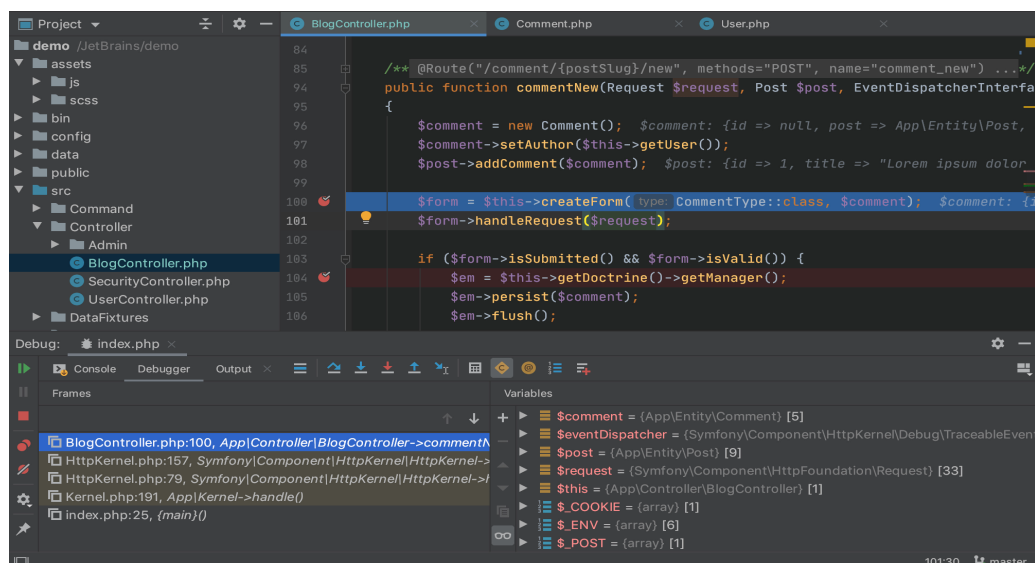 Project
BlogController.php
Comment.php
User.php
demo /JetBrains/demo
assets
js
scss
bin
config
data
public
src
Command
Controller
Admin
BlogController.php
SecurityController.php
UserController.php
DataFixtures
84
85 /** @Route("/comment/{postSlug}/new", methods="POST", name="comment_new") ...*/
94 public function commentNew(Request $request, Post $post, EventDispatcherInterfa
95 {
96 $comment = new Comment(); $comment: {id => null, post => App\Entity\Post,
97 $comment->setAuthor($this->getUser());
98 $post->addComment($comment); $post: {id => 1, title => "Lorem ipsum dolor
99
100 $form = $this->createForm( type: CommentType::class, $comment); $comment: {i
101 $form->handleRequest($request);
102
103 if ($form->isSubmitted() && $form->isValid()) {
104 $em = $this->getDoctrine()->getManager();
105 $em->persist($comment);
106 $em->flush();
Debug: index.php
Console Debugger Output
Frames
BlogController.php:100, App\Controller\BlogController->commentN
HttpKernel.php:157, Symfony\Component\HttpKernel\HttpKernel->
HttpKernel.php:79, Symfony\Component\HttpKernel\HttpKernel->h
Kernel.php:191, App\Kernel->handle()
index.php:25, {main}()
Variables
$comment = {App\Entity\Comment} [5]
$eventDispatcher = {Symfony\Component\HttpKernel\Debug\TraceableEven
$post = {App\Entity\Post} [9]
$request = {Symfony\Component\HttpFoundation\Request} [33]
$this = {App\Controller\BlogController} [1]
$_COOKIE = {array} [1]
$_ENV = {array} [6]
$_POST = {array} [1]
101:30 master